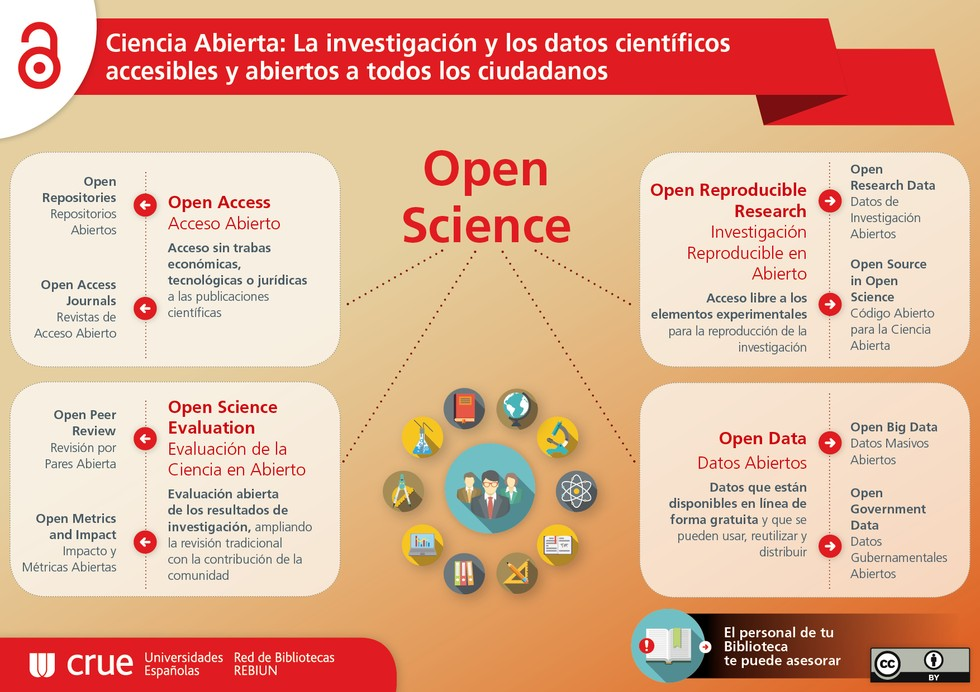 Ciencia Abierta: La investigación y los datos científicos
accesibles y abiertos a todos los ciudadanos
Open
Science
Open
Repositories
Repositorios
Abiertos
Open Access
Journals
Revistas de
Acceso Abierto
Open Access
Acceso Abierto
Acceso sin trabas
económicas,
tecnológicas o jurídicas
a las publicaciones
científicas
Open Reproducible
Research
Investigación
Reproducible en
Abierto
Acceso libre a los
elementos experimentales
para la reproducción de la
investigación
Open
Research Data
Datos de
Investigación
Abiertos
Open Source
in Open
Science
Código Abierto
para la Ciencia
Abierta
Open Peer
Review
Revisión por
Pares Abierta
Open Metrics
and Impact
Impacto y
Métricas Abiertas
Open Science
Evaluation
Evaluación de la
Ciencia en Abierto
Evaluación abierta
de los resultados de
investigación, ampliando
la revisión tradicional
con la contribución de la
comunidad
Open Data
Datos Abiertos
Datos que están
disponibles en línea de
forma gratuita y que se
pueden usar, reutilizar y
distribuir
Open Big Data
Datos Masivos
Abiertos
Open
Government
Data
Datos
Gubernamentales
Abiertos
crue
Universidades
Españolas
Red de Bibliotecas
REBIUN
El personal de tu
Biblioteca
te puede asesorar
cc
BY